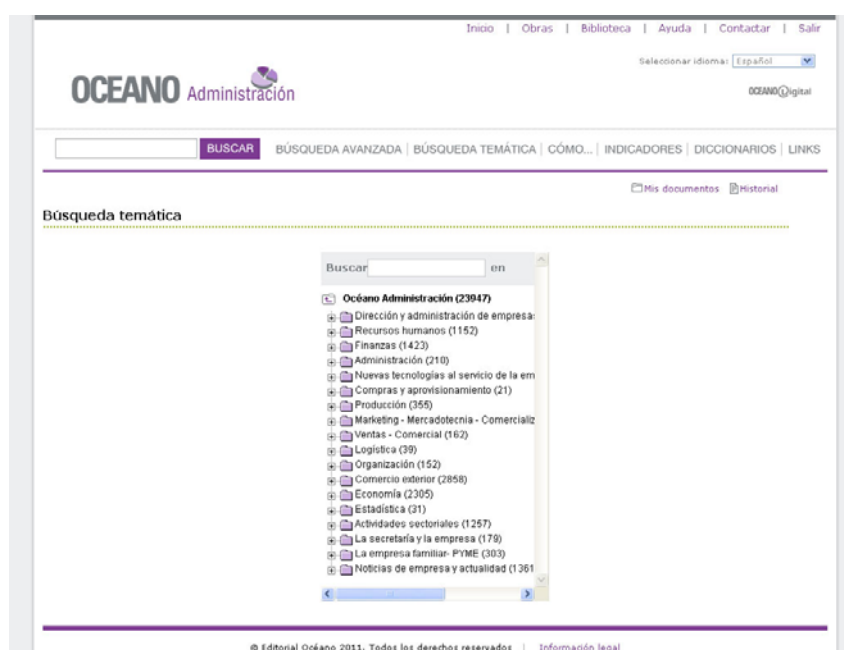 Inicio | Obras | Biblioteca | Ayuda | Contactar | Salir
Seleccionar idioma: Español
OCEANO Administración
OCEANO Digital
BUSCAR BÚSQUEDA AVANZADA | BÚSQUEDA TEMÁTICA | CÓMO... | INDICADORES | DICCIONARIOS | LINKS
Mis documentos Historial
Búsqueda temática
Buscar en
Océano Administración (23947)
Dirección y administración de empresas
Recursos humanos (1152)
Finanzas (1423)
Administración (210)
Nuevas tecnologías al servicio de la em
Compras y aprovisionamiento (21)
Producción (355)
Marketing - Mercadotecnia - Comercializ
Ventas - Comercial (162)
Logística (39)
Organización (152)
Comercio exterior (2858)
Economía (2305)
Estadística (31)
Actividades sectoriales (1257)
La secretaría y la empresa (179)
La empresa familiar- PYME (303)
Noticias de empresa y actualidad (1361
© Editorial Océano 2011. Todos los derechos reservados | Información legal